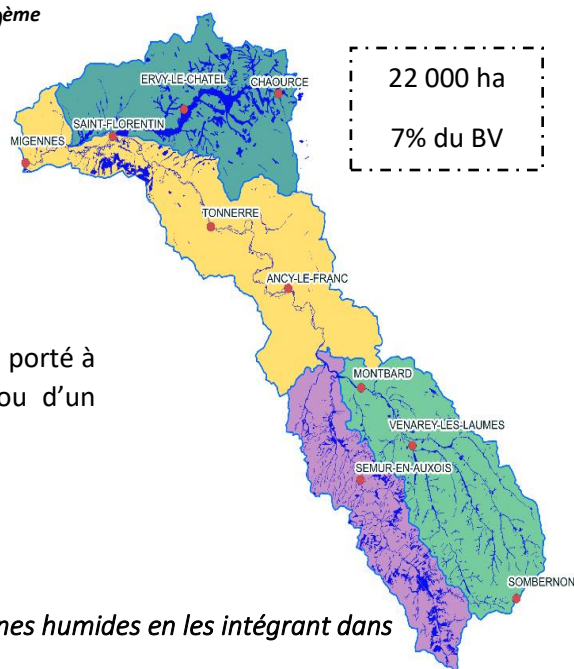 ème
22 000 ha
7% du BV
ERVY-LE-CHATEL
CHAOURCE
SAINT-FLORENTIN
MIGENNES
TONNERRE
ANCY-LE-FRANC
porté à
ou d’un
MONTBARD
VENAREY-LES-LAUMES
SEMUR-EN-AUXOIS
SOMBERNON
nes humides en les intégrant dans